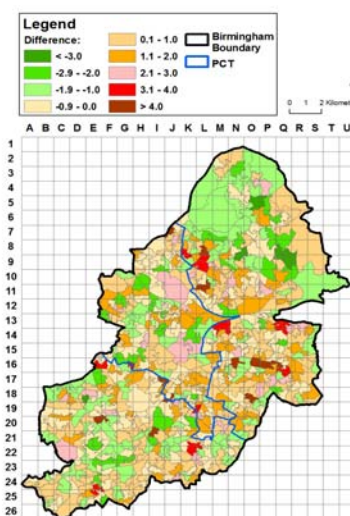 Legend
Difference:
< -3.0
-2.9 - -2.0
-1.9 - -1.0
-0.9 - 0.0
0.1 - 1.0
1.1 - 2.0
2.1 - 3.0
3.1 - 4.0
> 4.0
Birmingham
Boundary
PCT
0 1 2 Kilomet
A B C D E F G H I J K L M N O P Q R S T U
1
2
3
4
5
6
7
8
9
10
11
12
13
14
15
16
17
18
19
20
21
22
23
24
25
26